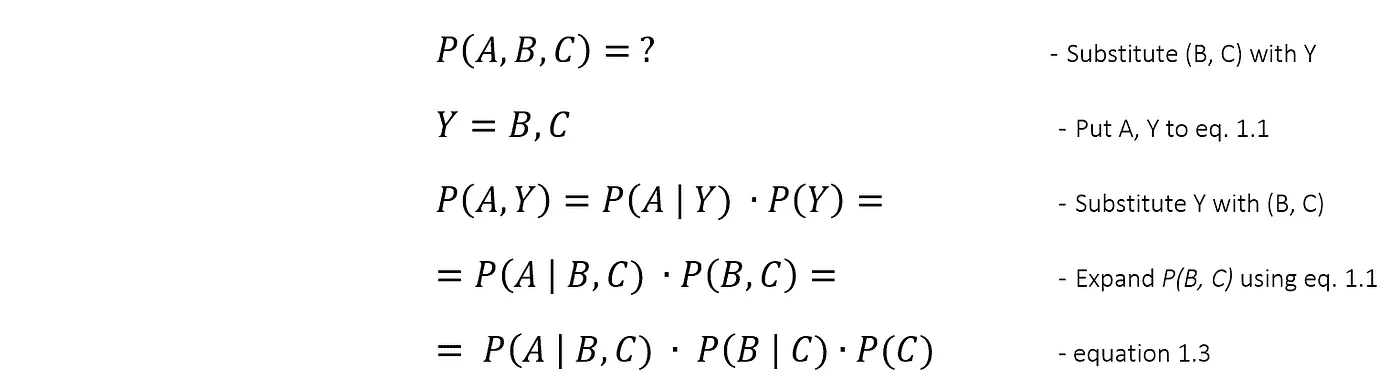 P(A, B, C) = ? - Substitute (B, C) with Y
Y = B, C - Put A, Y to eq. 1.1
P(A, Y) = P(A | Y) · P(Y) = - Substitute Y with (B, C)
= P(A | B, C) · P(B, C) = - Expand P(B, C) using eq. 1.1
= P(A | B, C) · P(B | C) · P(C) - equation 1.3